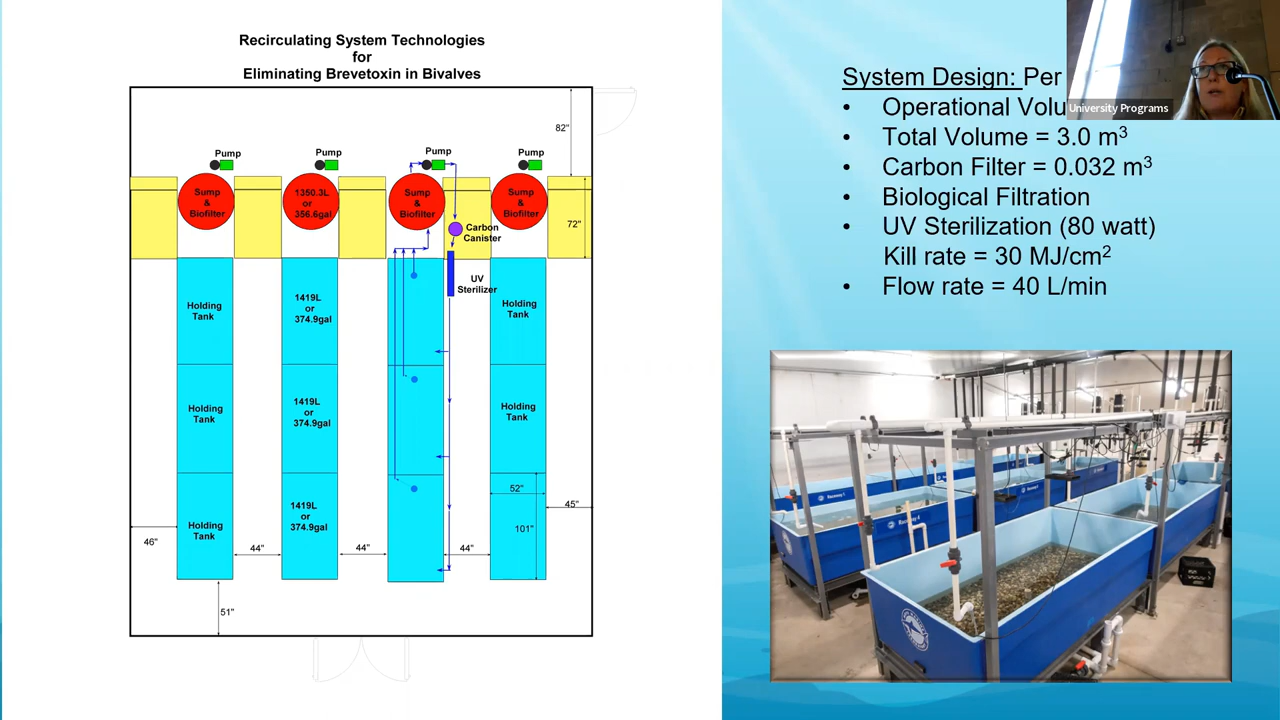 Recirculating System Technologies
for
Eliminating Brevetoxin in Bivalves
82"
Pump
Pump
Pump
Pump
Sump
&
Biofilter
1350.3L
or
356.6gal
Sump
&
Biofilter
Sump
&
Biofilter
72"
Carbon
Canister
UV
Sterilizer
Holding
Tank
1419L
or
374.9gal
Holding
Tank
Holding
Tank
1419L
or
374.9gal
Holding
Tank
Holding
Tank
1419L
or
374.9gal
52"
101"
45"
46"
44"
44"
44"
51"
System Design: Per
• Operational Volu
• Total Volume = 3.0 m³
• Carbon Filter = 0.032 m³
• Biological Filtration
• UV Sterilization (80 watt)
Kill rate = 30 MJ/cm²
• Flow rate = 40 L/min
University Programs
Raceway 4